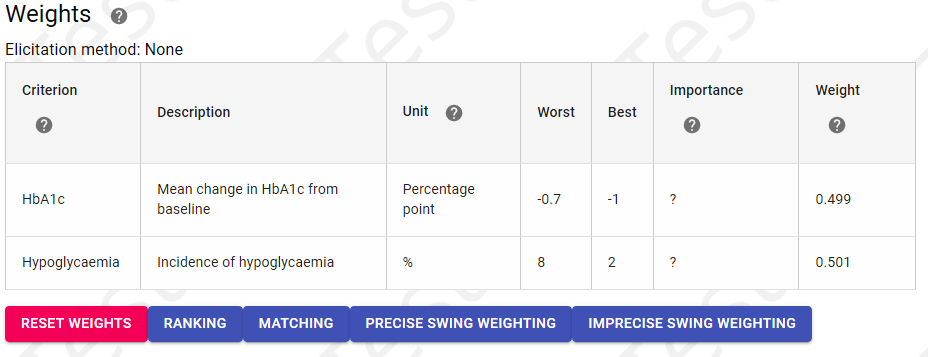 Weights ?
Elicitation method: None
Criterion ? Description Unit ? Worst Best Importance ? Weight ?
HbA1c Mean change in HbA1c from baseline Percentage point -0.7 -1 ? 0.499
Hypoglycaemia Incidence of hypoglycaemia % 8 2 ? 0.501
RESET WEIGHTS RANKING MATCHING PRECISE SWING WEIGHTING IMPRECISE SWING WEIGHTING